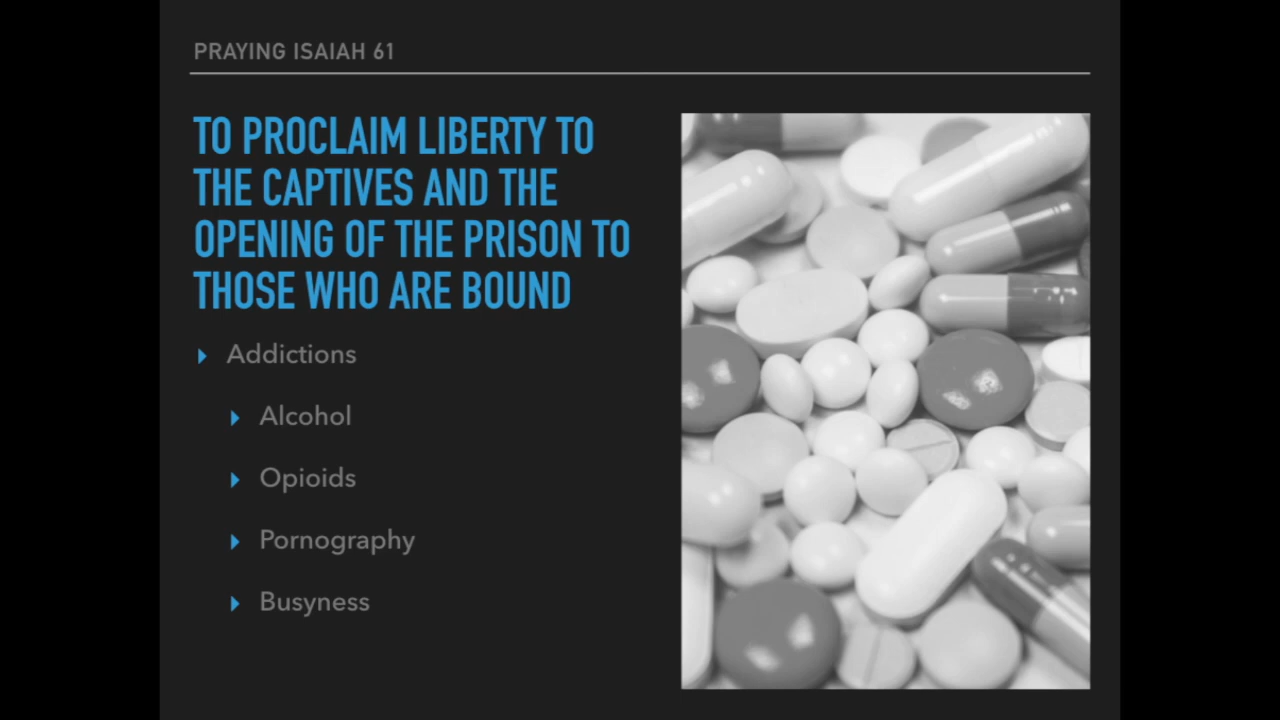 PRAYING ISAIAH 61
TO PROCLAIM LIBERTY TO
THE CAPTIVES AND THE
OPENING OF THE PRISON TO
THOSE WHO ARE BOUND
Addictions
Alcohol
Opioids
Pornography
Busyness